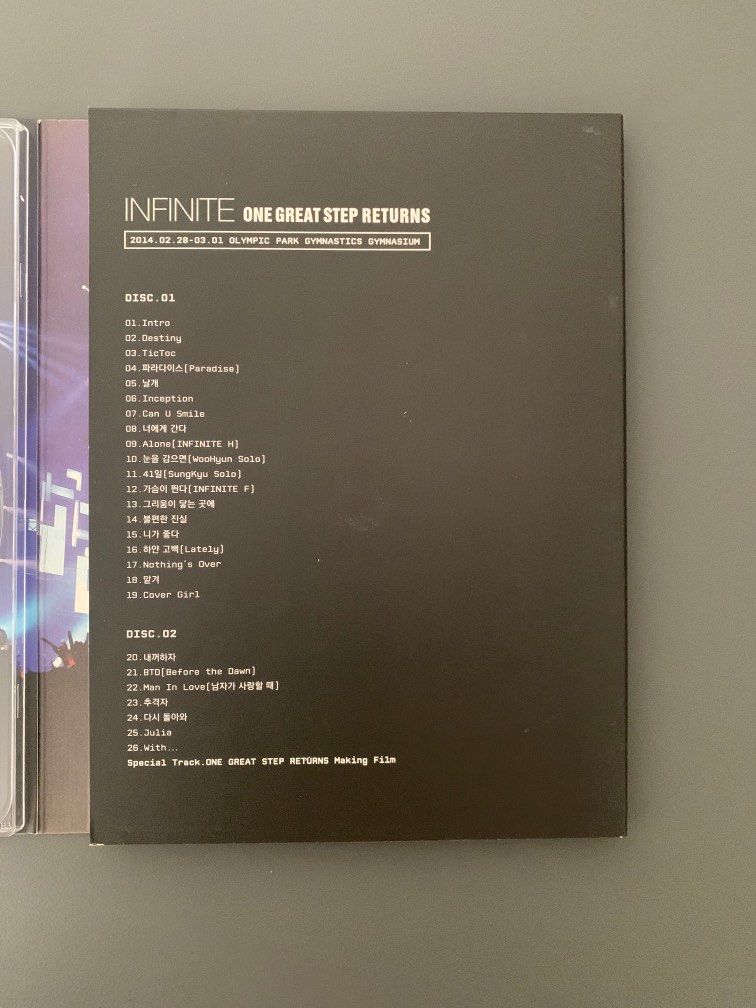 INFINITE ONE GREAT STEP RETURNS
2014.02.28-03.01 OLYMPIC PARK GYMNASTICS GYMNASIUM
DISC.01
01.Intro
02.Destiny
03.TicToc
04.파라다이스(Paradise)
05.날개
06.Inception
07.Can U Smile
08.너에게 간다
09.Alone(INFINITE H)
10.눈을 감으면(WooHyun Solo)
11.41일(SungKyu Solo)
12.가슴이 뛴다(INFINITE F)
13.그리움이 닿는 곳에
14.불편한 진실
15.니가 좋다
16.하얀 고백(Lately)
17.Nothing's Over
18.맡겨
19.Cover Girl
DISC.02
20.내꺼하자
21.BTD(Before the Dawn)
22.Man In Love(남자가 사랑할 때)
23.추격자
24.다시 돌아와
25.Julia
26.With...
Special Track.ONE GREAT STEP RETURNS Making Film